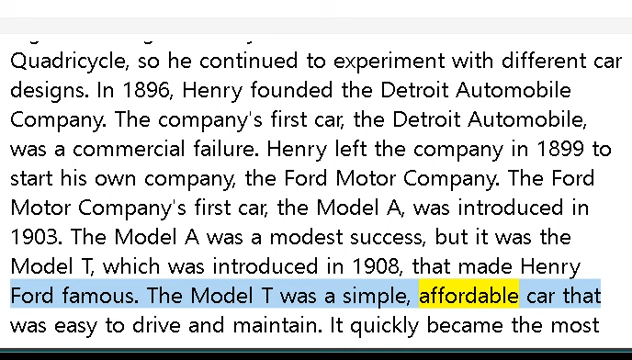 Quadricycle, so he continued to experiment with different car
designs. In 1896, Henry founded the Detroit Automobile
Company. The company's first car, the Detroit Automobile,
was a commercial failure. Henry left the company in 1899 to
start his own company, the Ford Motor Company. The Ford
Motor Company's first car, the Model A, was introduced in
1903. The Model A was a modest success, but it was the
Model T, which was introduced in 1908, that made Henry
Ford famous. The Model T was a simple, affordable car that
was easy to drive and maintain. It quickly became the most